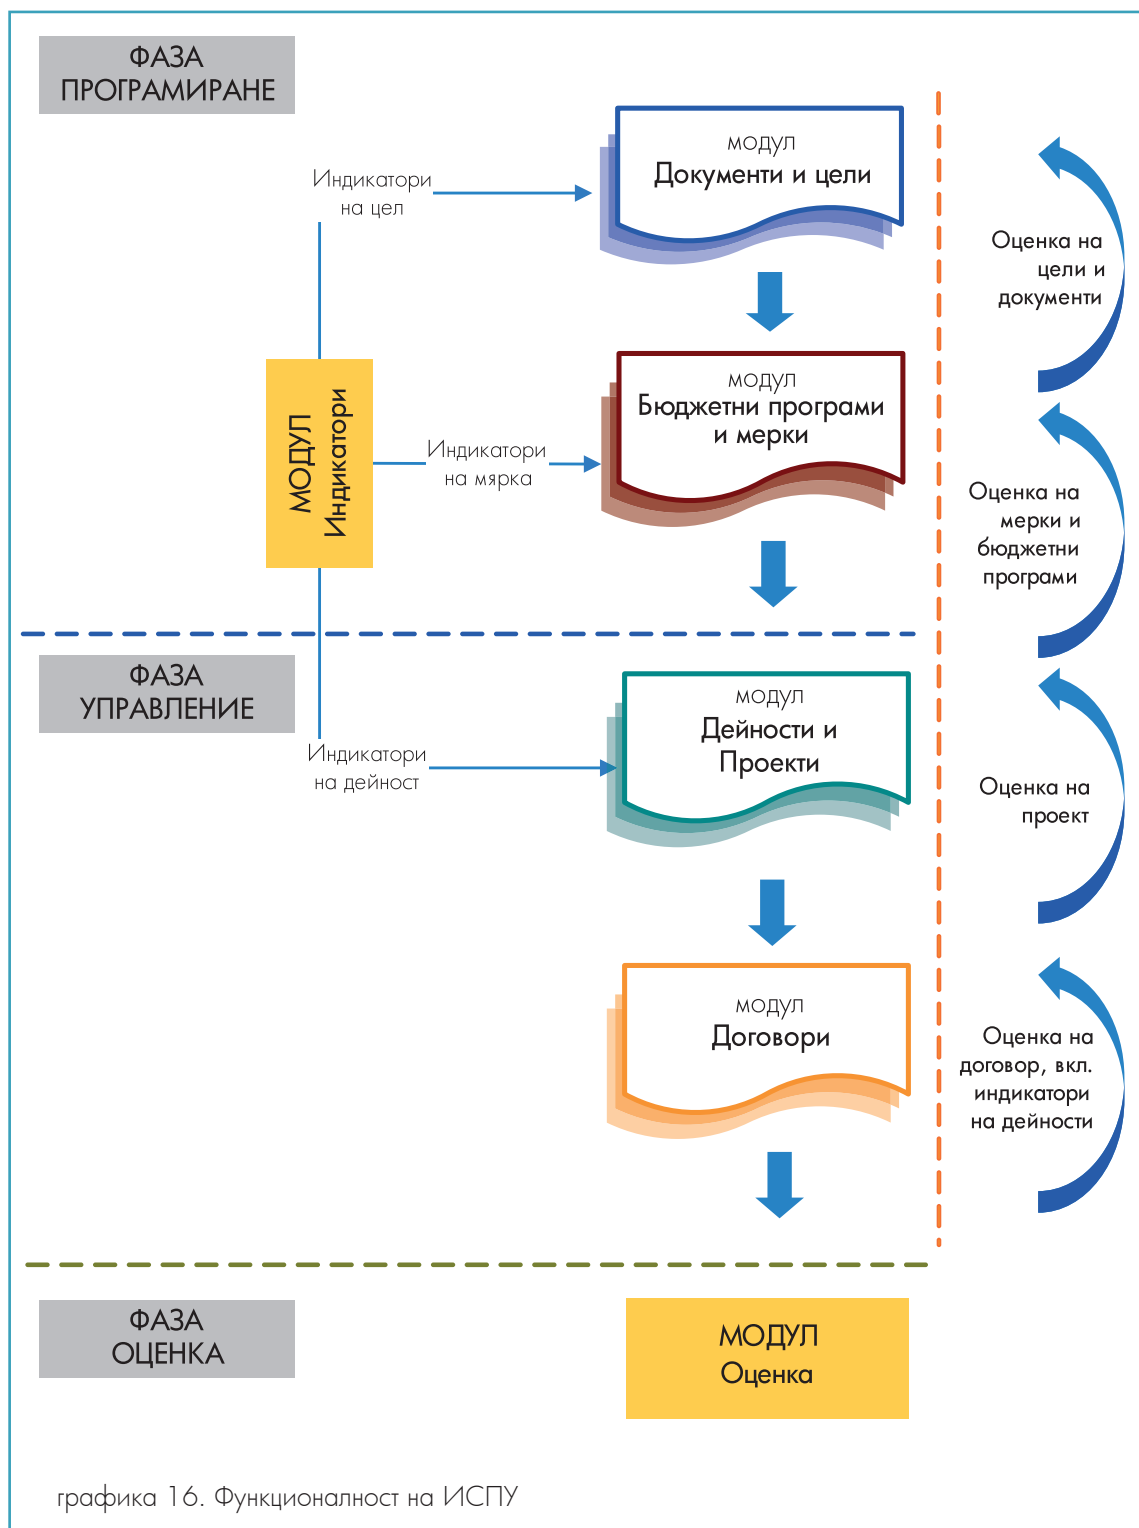 ФАЗА
ПРОГРАМИРАНЕ
МОДУЛ
Документи и цели
Индикатори
на цел
Оценка на
цели и
документи
МОДУЛ
Индикатори
МОДУЛ
Бюджетни програми
и мерки
Индикатори
на мярка
Оценка на
мерки и
бюджетни
програми
ФАЗА
УПРАВЛЕНИЕ
МОДУЛ
Дейности и
Проекти
Индикатори
на дейност
Оценка на
проект
МОДУЛ
Договори
Оценка на
договор, вкл.
индикатори
на дейности
ФАЗА
ОЦЕНКА
МОДУЛ
Оценка
графика 16. Функционалност на ИСПУ